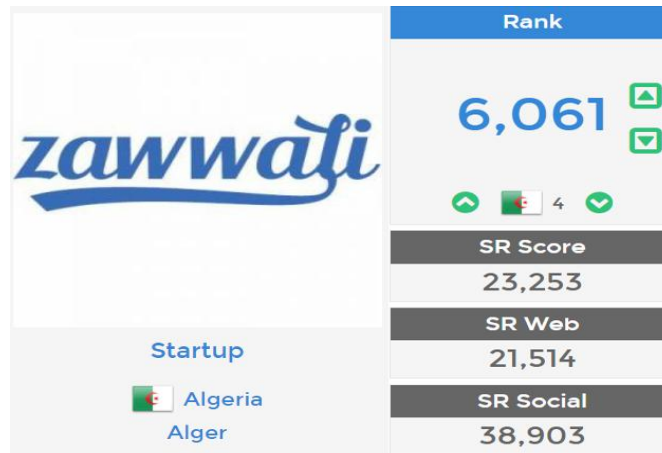 zawwali
Startup
Algeria
Alger
Rank
6,061
4
SR Score
23,253
SR Web
21,514
SR Social
38,903